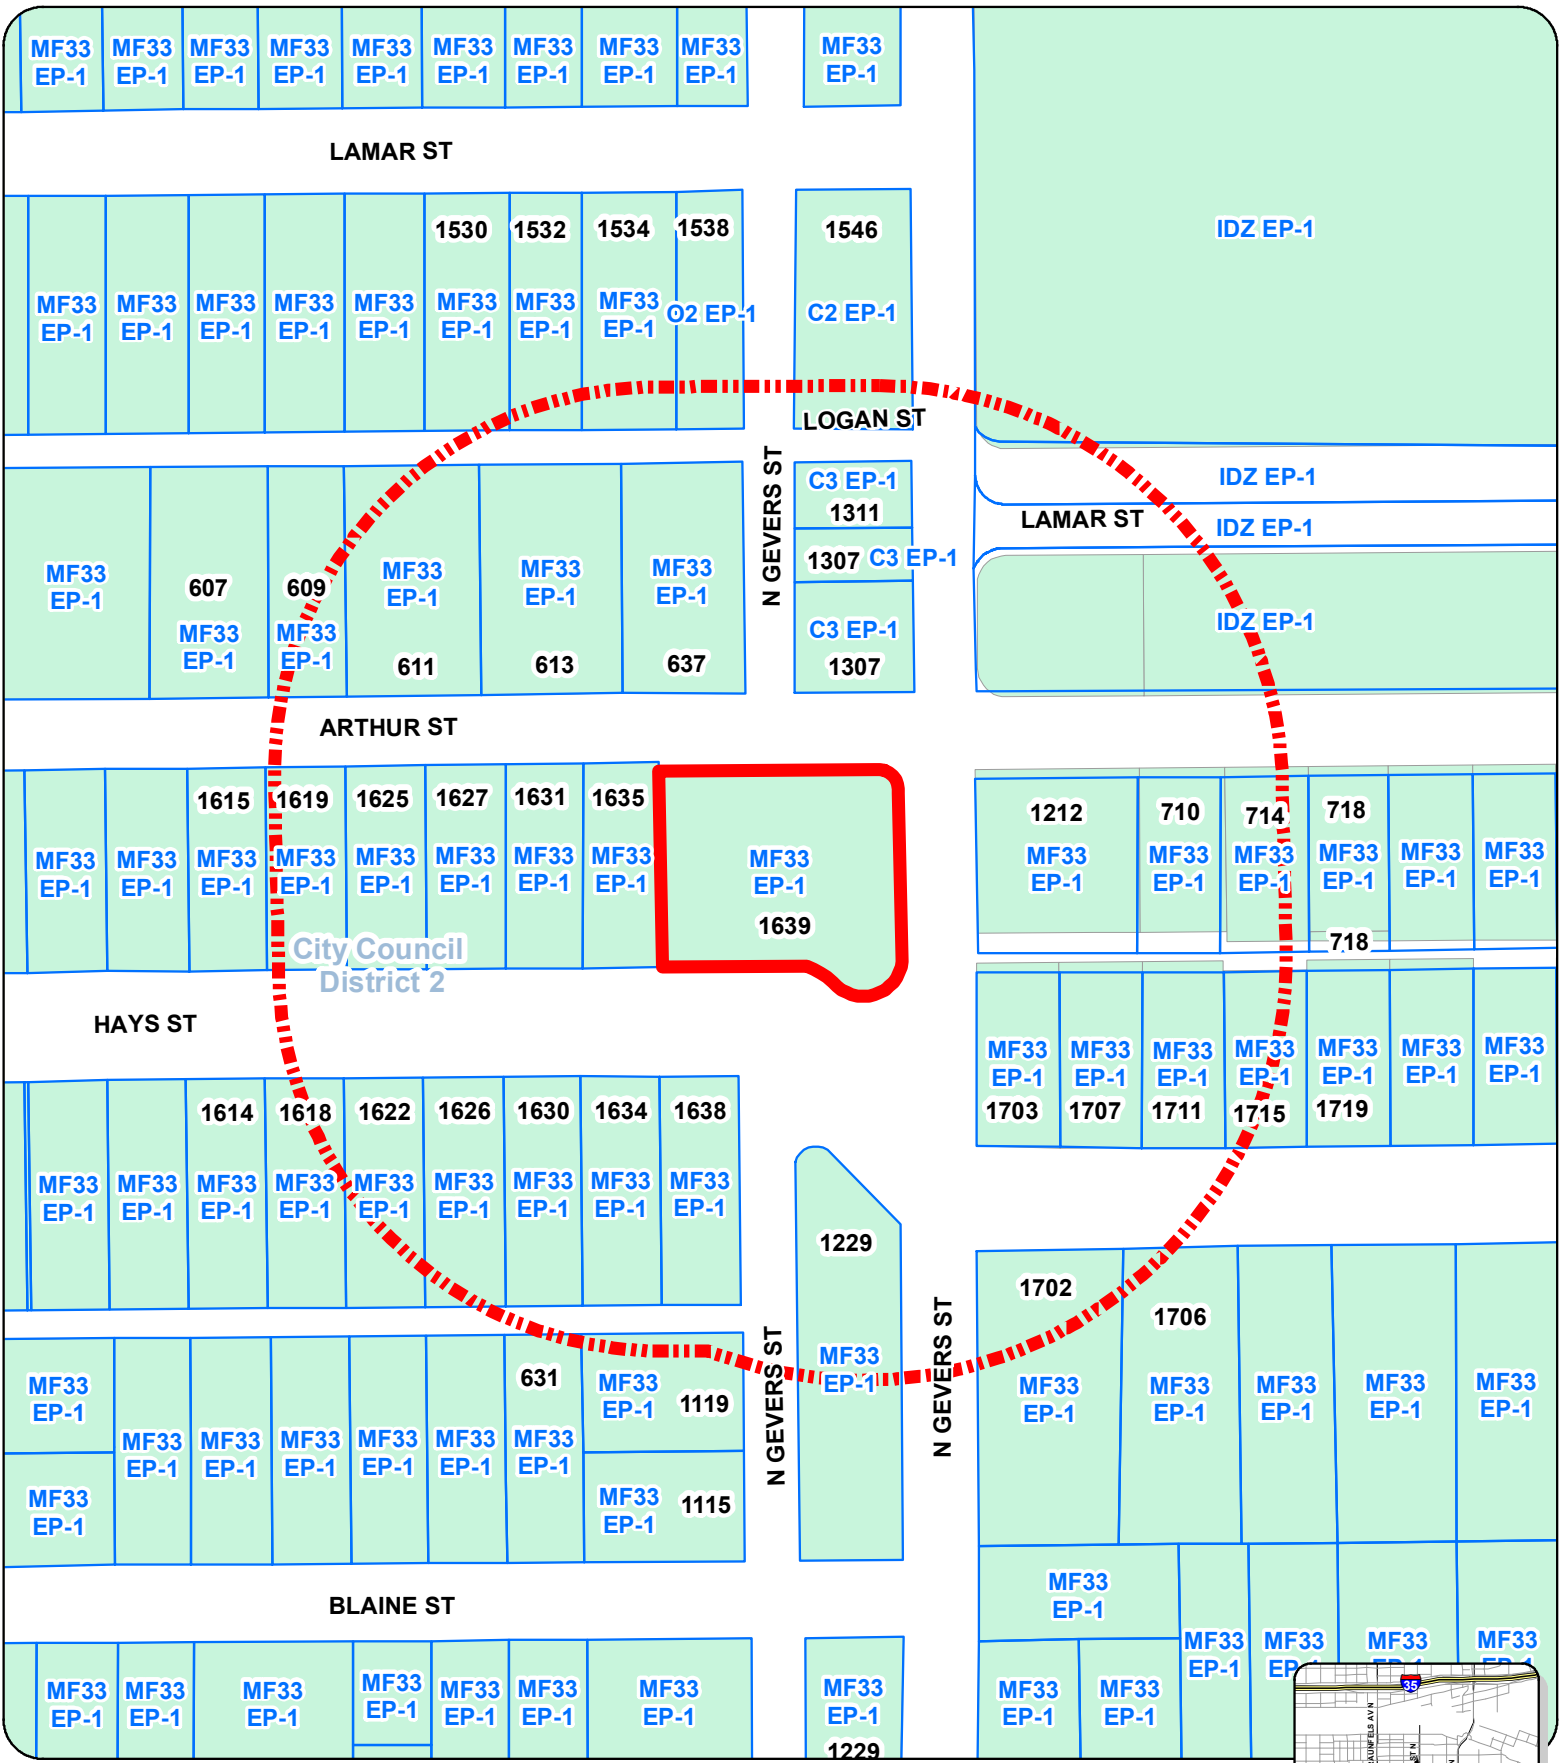 MF33
EP-1
MF33
EP-1
MF33
EP-1
MF33
EP-1
MF33
EP-1
MF33
EP-1
MF33
EP-1
MF33
EP-1
MF33
EP-1
MF33
EP-1
LAMAR ST
1530
1532
1534
1538
1546
IDZ EP-1
MF33
EP-1
MF33
EP-1
MF33
EP-1
MF33
EP-1
MF33
EP-1
MF33
EP-1
MF33
EP-1
MF33
EP-1
O2 EP-1
C2 EP-1
LOGAN ST
N GEVERS ST
C3 EP-1
1311
1307
C3 EP-1
C3 EP-1
1307
IDZ EP-1
LAMAR ST
IDZ EP-1
IDZ EP-1
MF33
EP-1
607
MF33
EP-1
609
MF33
EP-1
MF33
EP-1
611
MF33
EP-1
613
MF33
EP-1
637
ARTHUR ST
1615
1619
1625
1627
1631
1635
MF33
EP-1
MF33
EP-1
MF33
EP-1
MF33
EP-1
MF33
EP-1
MF33
EP-1
MF33
EP-1
MF33
EP-1
MF33
EP-1
1639
1212
MF33
EP-1
710
MF33
EP-1
714
MF33
EP-1
718
MF33
EP-1
MF33
EP-1
MF33
EP-1
718
City Council
District 2
HAYS ST
MF33
EP-1
1703
MF33
EP-1
1707
MF33
EP-1
1711
MF33
EP-1
1715
MF33
EP-1
1719
MF33
EP-1
MF33
EP-1
1614
1618
1622
1626
1630
1634
1638
MF33
EP-1
MF33
EP-1
MF33
EP-1
MF33
EP-1
MF33
EP-1
MF33
EP-1
MF33
EP-1
MF33
EP-1
MF33
EP-1
1229
MF33
EP-1
N GEVERS ST
N GEVERS ST
1702
MF33
EP-1
1706
MF33
EP-1
MF33
EP-1
MF33
EP-1
MF33
EP-1
MF33
EP-1
MF33
EP-1
MF33
EP-1
MF33
EP-1
MF33
EP-1
MF33
EP-1
MF33
EP-1
631
MF33
EP-1
MF33
EP-1
1119
MF33
EP-1
1115
BLAINE ST
MF33
EP-1
MF33
EP-1
MF33
EP-1
MF33
EP-1
MF33
EP-1
MF33
EP-1
MF33
EP-1
MF33
EP-1
MF33
EP-1
1229
MF33
EP-1
MF33
EP-1
MF33
EP-1
MF33
EP-1
MF33
MF33
EP-1
35